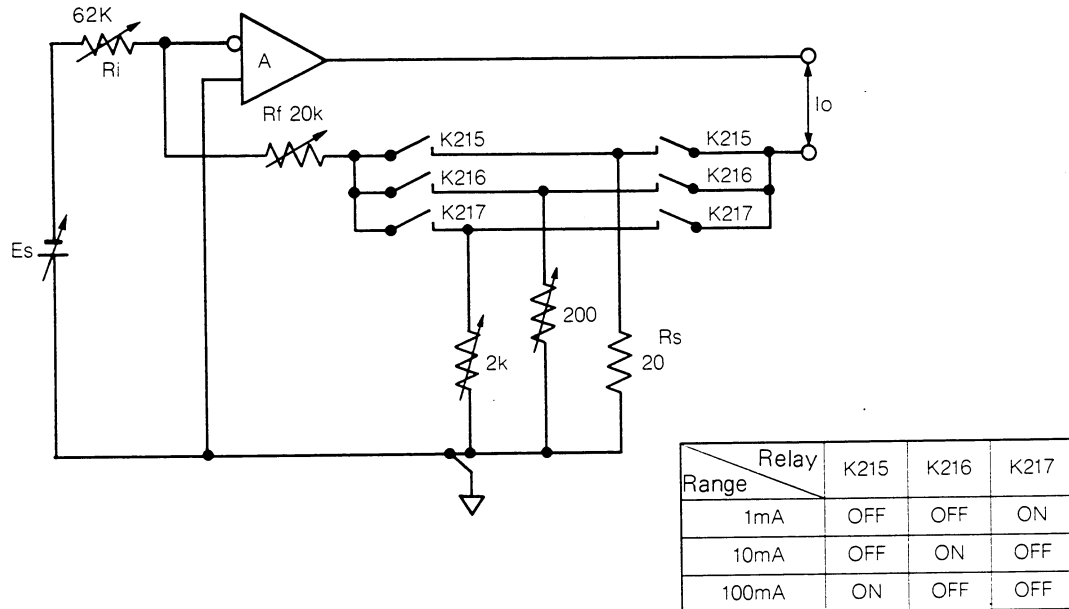 62K
Ri
A
Io
Rf 20k
K215
K215
K216
K216
K217
K217
Es
200
Rs
2k
20
Relay K215 K216 K217
Range
1mA OFF OFF ON
10mA OFF ON OFF
100mA ON OFF OFF